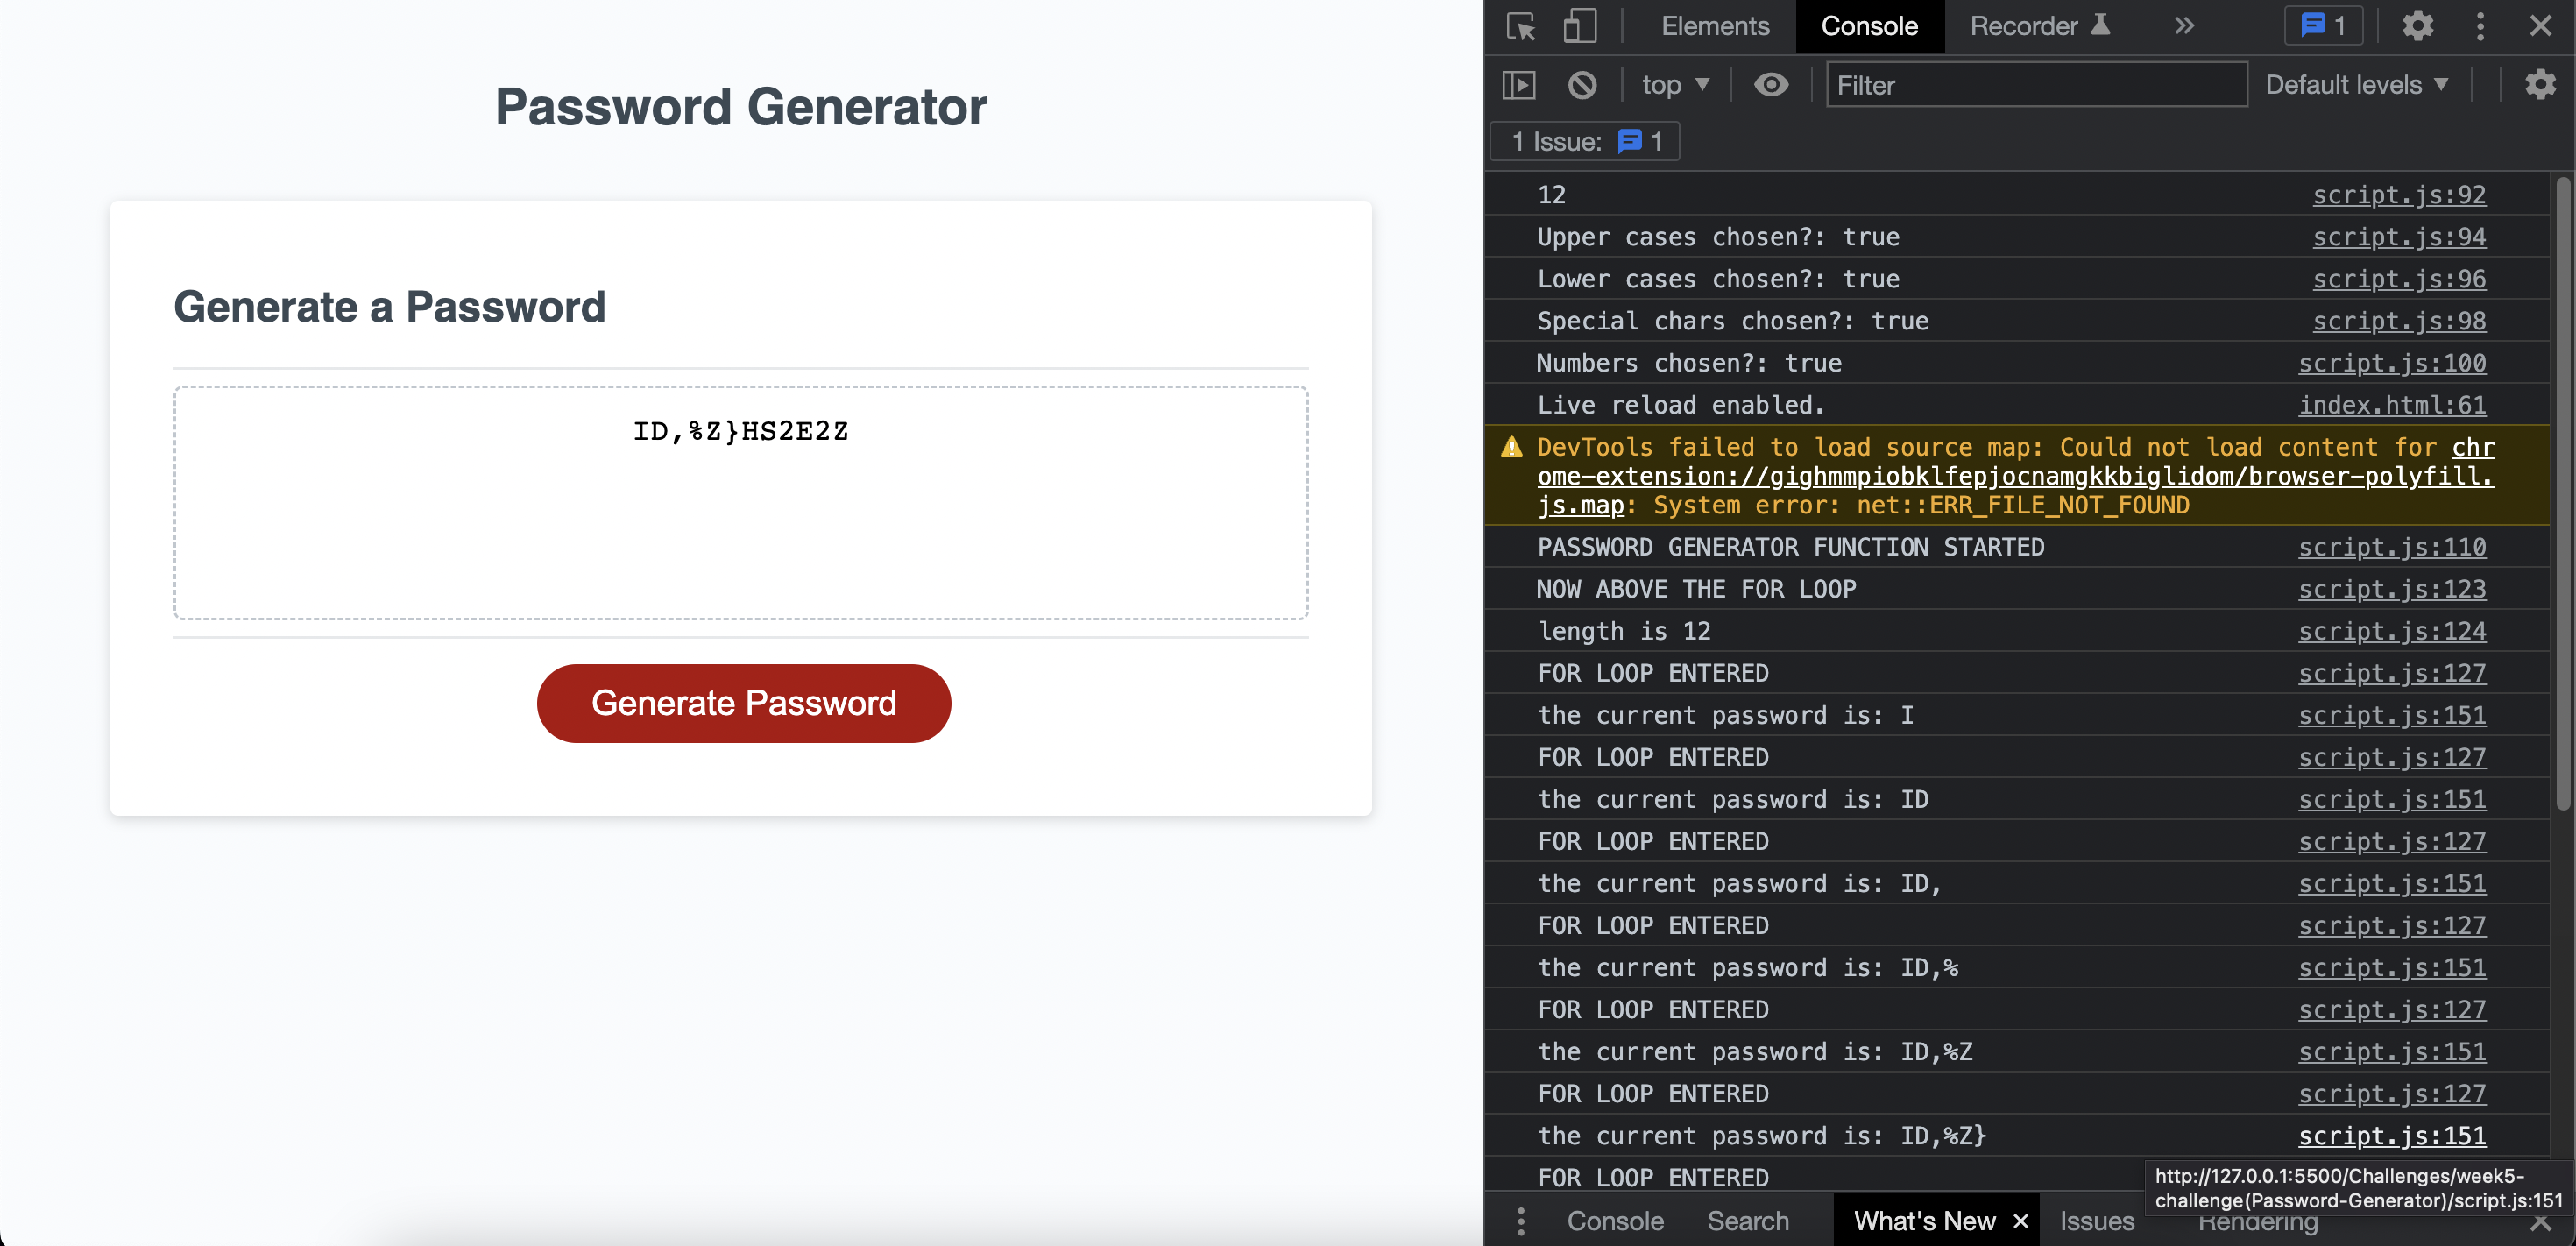 Password Generator
Generate a Password
ID,%Z}HS2E2Z
Generate Password
Elements
Console
Recorder
1
top
Filter
Default levels
1 Issue: 1
12 script.js:92
Upper cases chosen?: true script.js:94
Lower cases chosen?: true script.js:96
Special chars chosen?: true script.js:98
Numbers chosen?: true script.js:100
Live reload enabled. index.html:61
DevTools failed to load source map: Could not load content for chr
ome-extension://gighmmpiobklfepjocnamgkkbiglidom/browser-polyfill.
js.map: System error: net::ERR_FILE_NOT_FOUND
PASSWORD GENERATOR FUNCTION STARTED script.js:110
NOW ABOVE THE FOR LOOP script.js:123
length is 12 script.js:124
FOR LOOP ENTERED script.js:127
the current password is: I script.js:151
FOR LOOP ENTERED script.js:127
the current password is: ID script.js:151
FOR LOOP ENTERED script.js:127
the current password is: ID, script.js:151
FOR LOOP ENTERED script.js:127
the current password is: ID,% script.js:151
FOR LOOP ENTERED script.js:127
the current password is: ID,%Z script.js:151
FOR LOOP ENTERED script.js:127
the current password is: ID,%Z} script.js:151
FOR LOOP ENTERED
http://127.0.0.1:5500/Challenges/week5-
challenge(Password-Generator)/script.js:151
Console
Search
What's New
Issues
Rendering